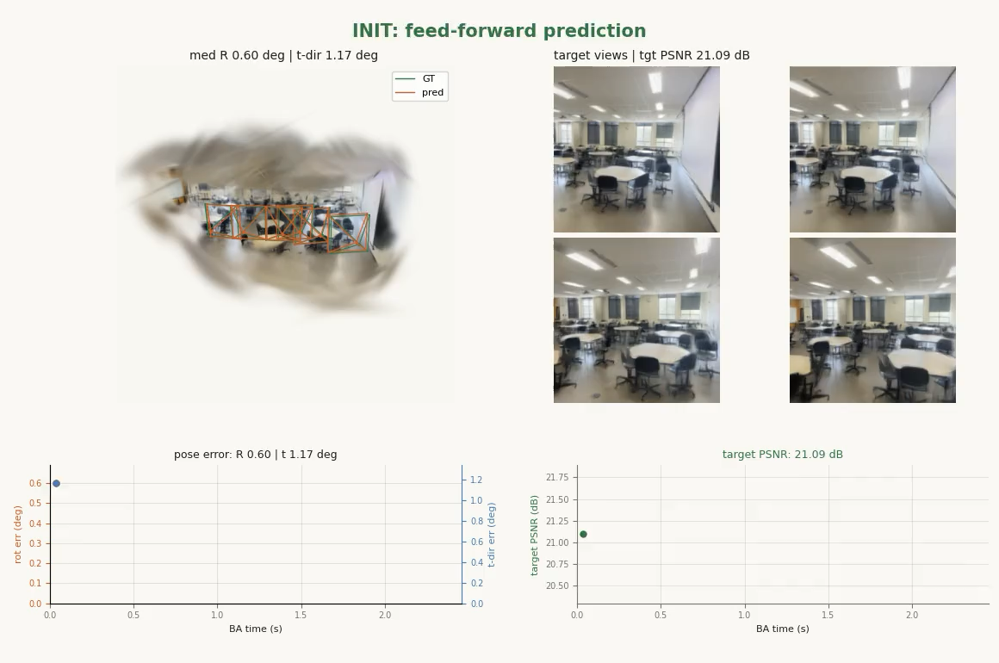 INIT: feed-forward prediction
med R 0.60 deg | t-dir 1.17 deg
GT
pred
target views | tgt PSNR 21.09 dB
pose error: R 0.60 | t 1.17 deg
rot err (deg)
0.6
0.5
0.4
0.3
0.2
0.1
0.0
1.2
1.0
0.8
0.6
0.4
0.2
0.0
t-dir err (deg)
0.0 0.5 1.0 1.5 2.0
BA time (s)
target PSNR: 21.09 dB
target PSNR (dB)
21.75
21.50
21.25
21.00
20.75
20.50
0.0 0.5 1.0 1.5 2.0
BA time (s)